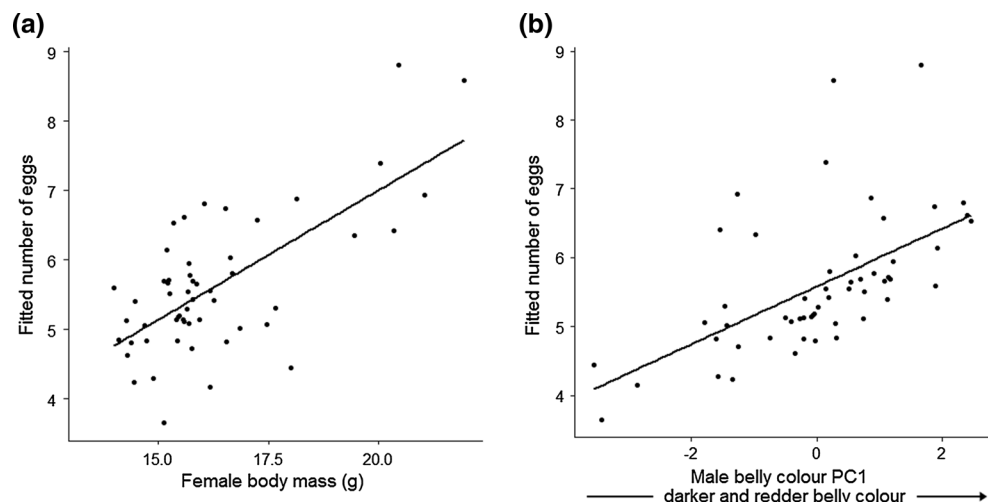 (a)
9
8
7
6
5
4
Fitted number of eggs
15.0 17.5 20.0
Female body mass (g)
(b)
9
8
7
6
5
4
Fitted number of eggs
-2 0 2
Male belly colour PC1
darker and redder belly colour